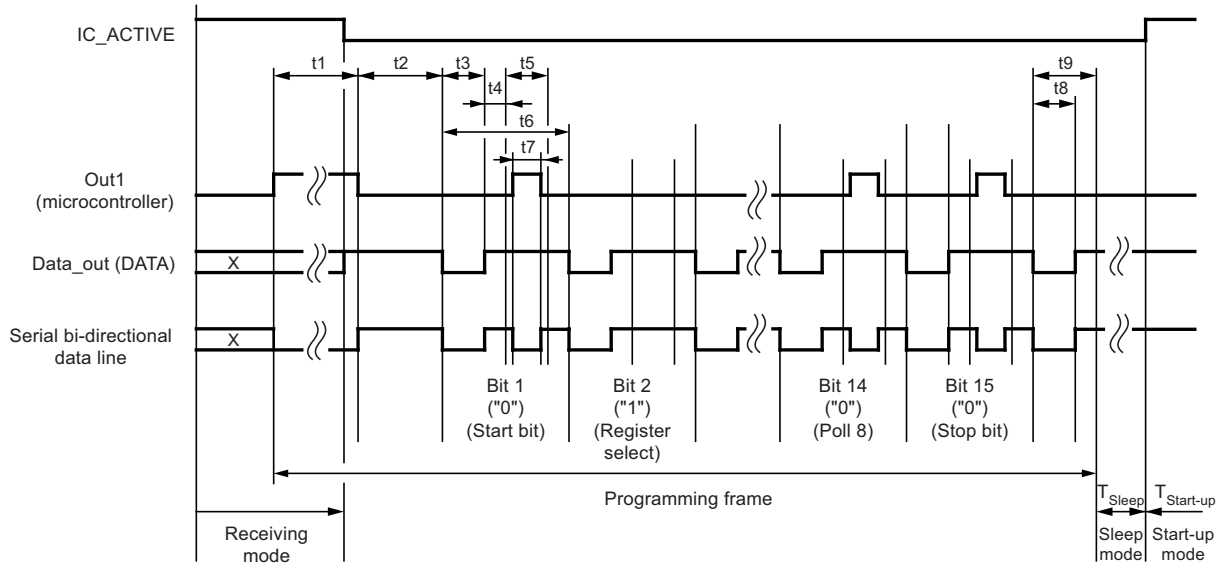 IC_ACTIVE
t1
t2
t3
t5
t9
t4
t8
t6
t7
Out1
(microcontroller)
Data_out (DATA)
X
Serial bi-directional
data line
X
Bit 1
("0")
(Start bit)
Bit 2
("1")
(Register
select)
Bit 14
("0")
(Poll 8)
Bit 15
("0")
(Stop bit)
Programming frame
TSleep
TStart-up
Receiving
mode
Sleep
mode
Start-up
mode